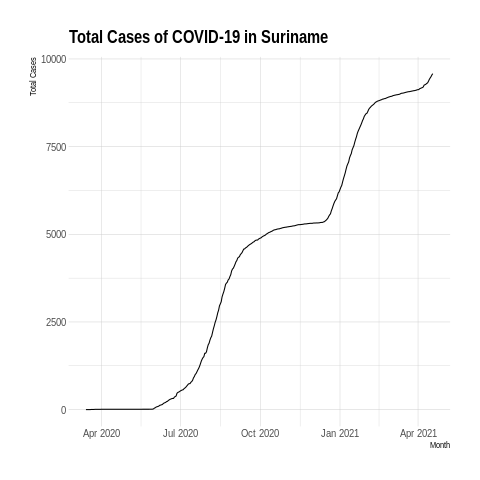 Total Cases of COVID-19 in Suriname
Total Cases
10000
7500
5000
2500
0
Apr 2020 Jul 2020 Oct 2020 Jan 2021 Apr 2021
Month